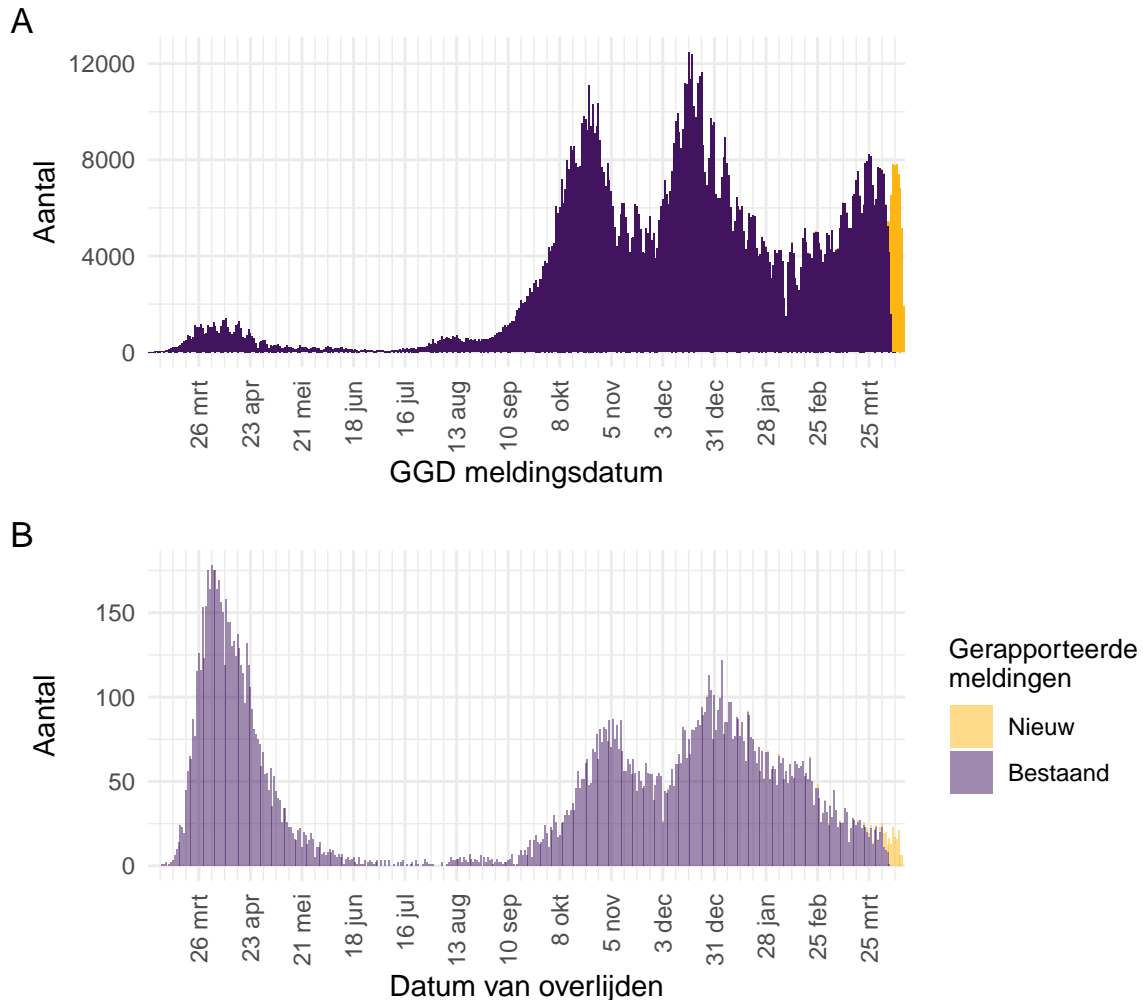 A
12000
8000
4000
0
Aantal
26 mrt
23 apr
21 mei
18 jun
16 jul
13 aug
10 sep
8 okt
5 nov
3 dec
31 dec
28 jan
25 feb
25 mrt
GGD meldingsdatum
B
150
100
50
0
Aantal
26 mrt
23 apr
21 mei
18 jun
16 jul
13 aug
10 sep
8 okt
5 nov
3 dec
31 dec
28 jan
25 feb
25 mrt
Datum van overlijden
Gerapporteerde
meldingen
Nieuw
Bestaand